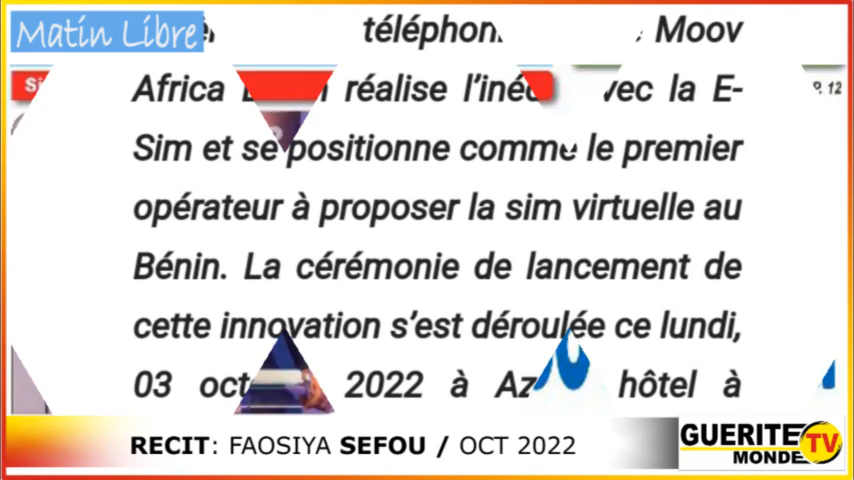 Matin Libre
téléphon Moov
Africa réalise l'iné vec la E-
P. 12
Sim et se positionne comme le premier
opérateur à proposer la sim virtuelle au
Bénin. La cérémonie de lancement de
cette innovation s'est déroulée ce lundi,
03 oct 2022 à Az hôtel à
RECIT: FAOSIYA SEFOU / OCT 2022
GUERITE TV
MONDE